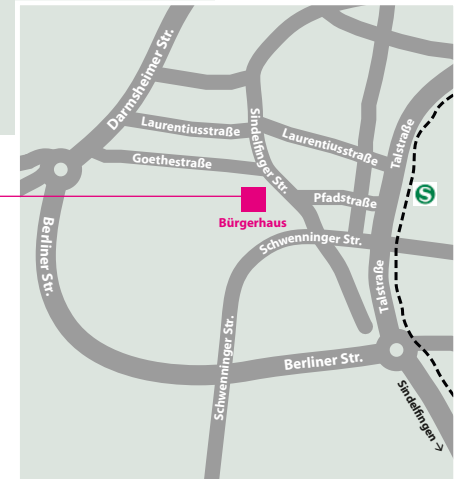 Darmsheimer Str.
Laurentiusstraße
Sindelfinger Str.
Laurentiusstraße
Talstraße
Goethestraße
S
Pfadstraße
Bürgerhaus
Schwenninger Str.
Berliner Str.
Talstraße
Schwenninger Str.
Berliner Str.
Sindelfingen →